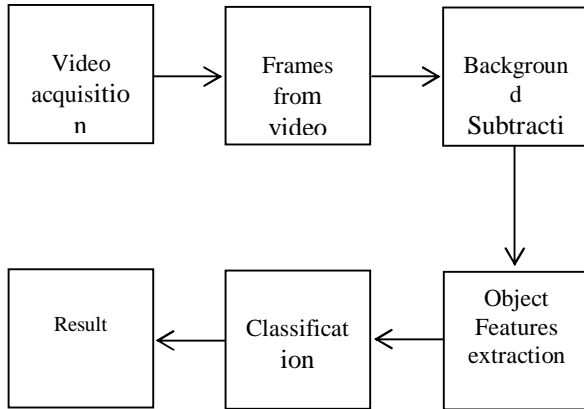 Video
acquisitio
n
Frames
from
video
Backgroun
d
Subtracti
Object
Features
extraction
Classificat
ion
Result